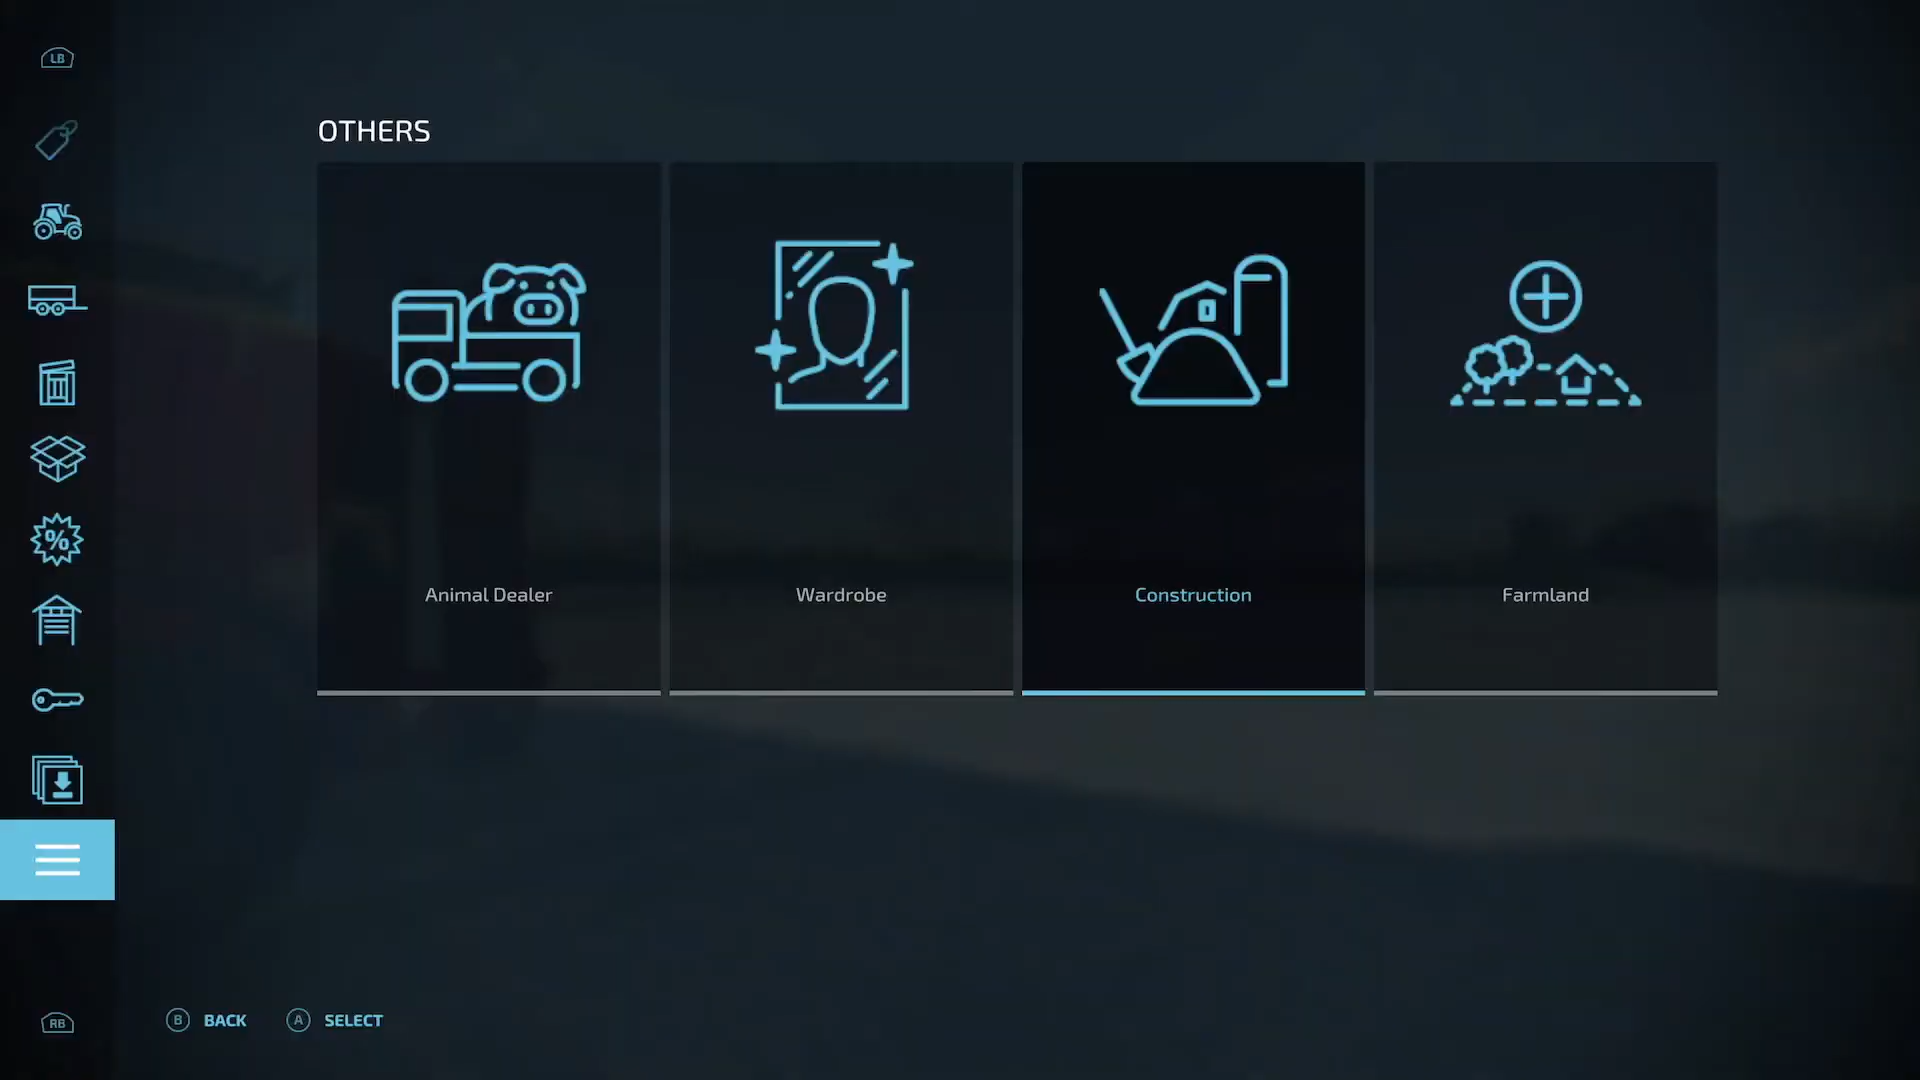 LB
OTHERS
Animal Dealer
Wardrobe
Construction
Farmland
%
RB
B BACK A SELECT